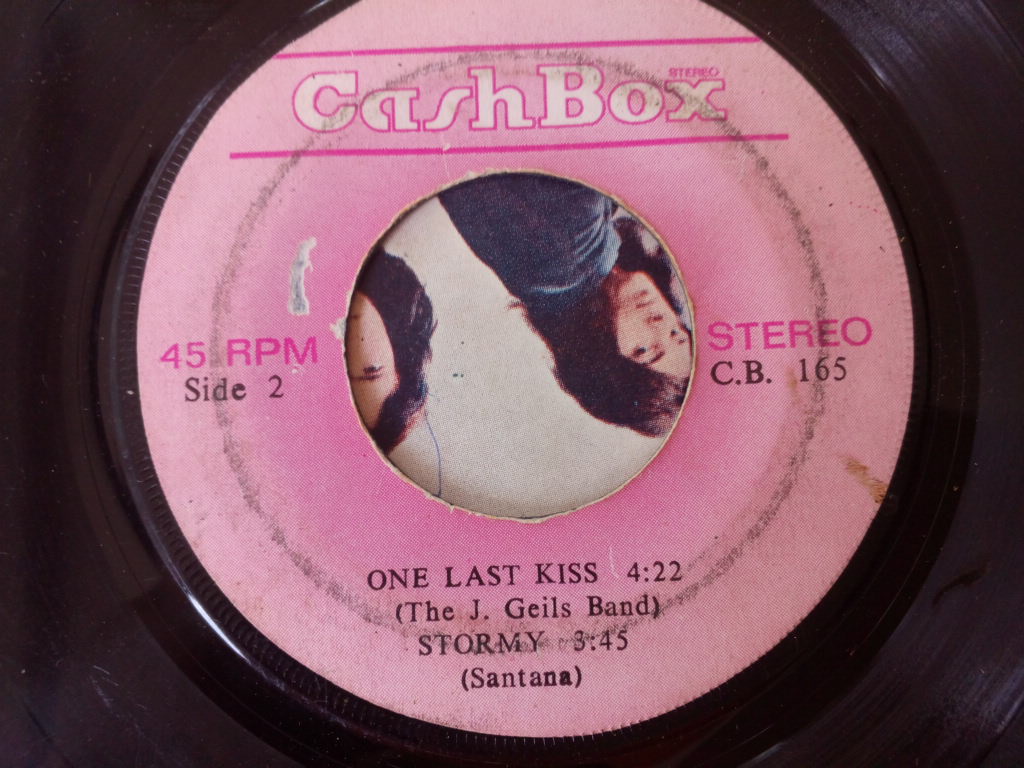 STEREO
CashBox
45 RPM
Side 2
STEREO
C.B. 165
ONE LAST KISS 4:22
(The J. Geils Band)
STORMY 3:45
(Santana)